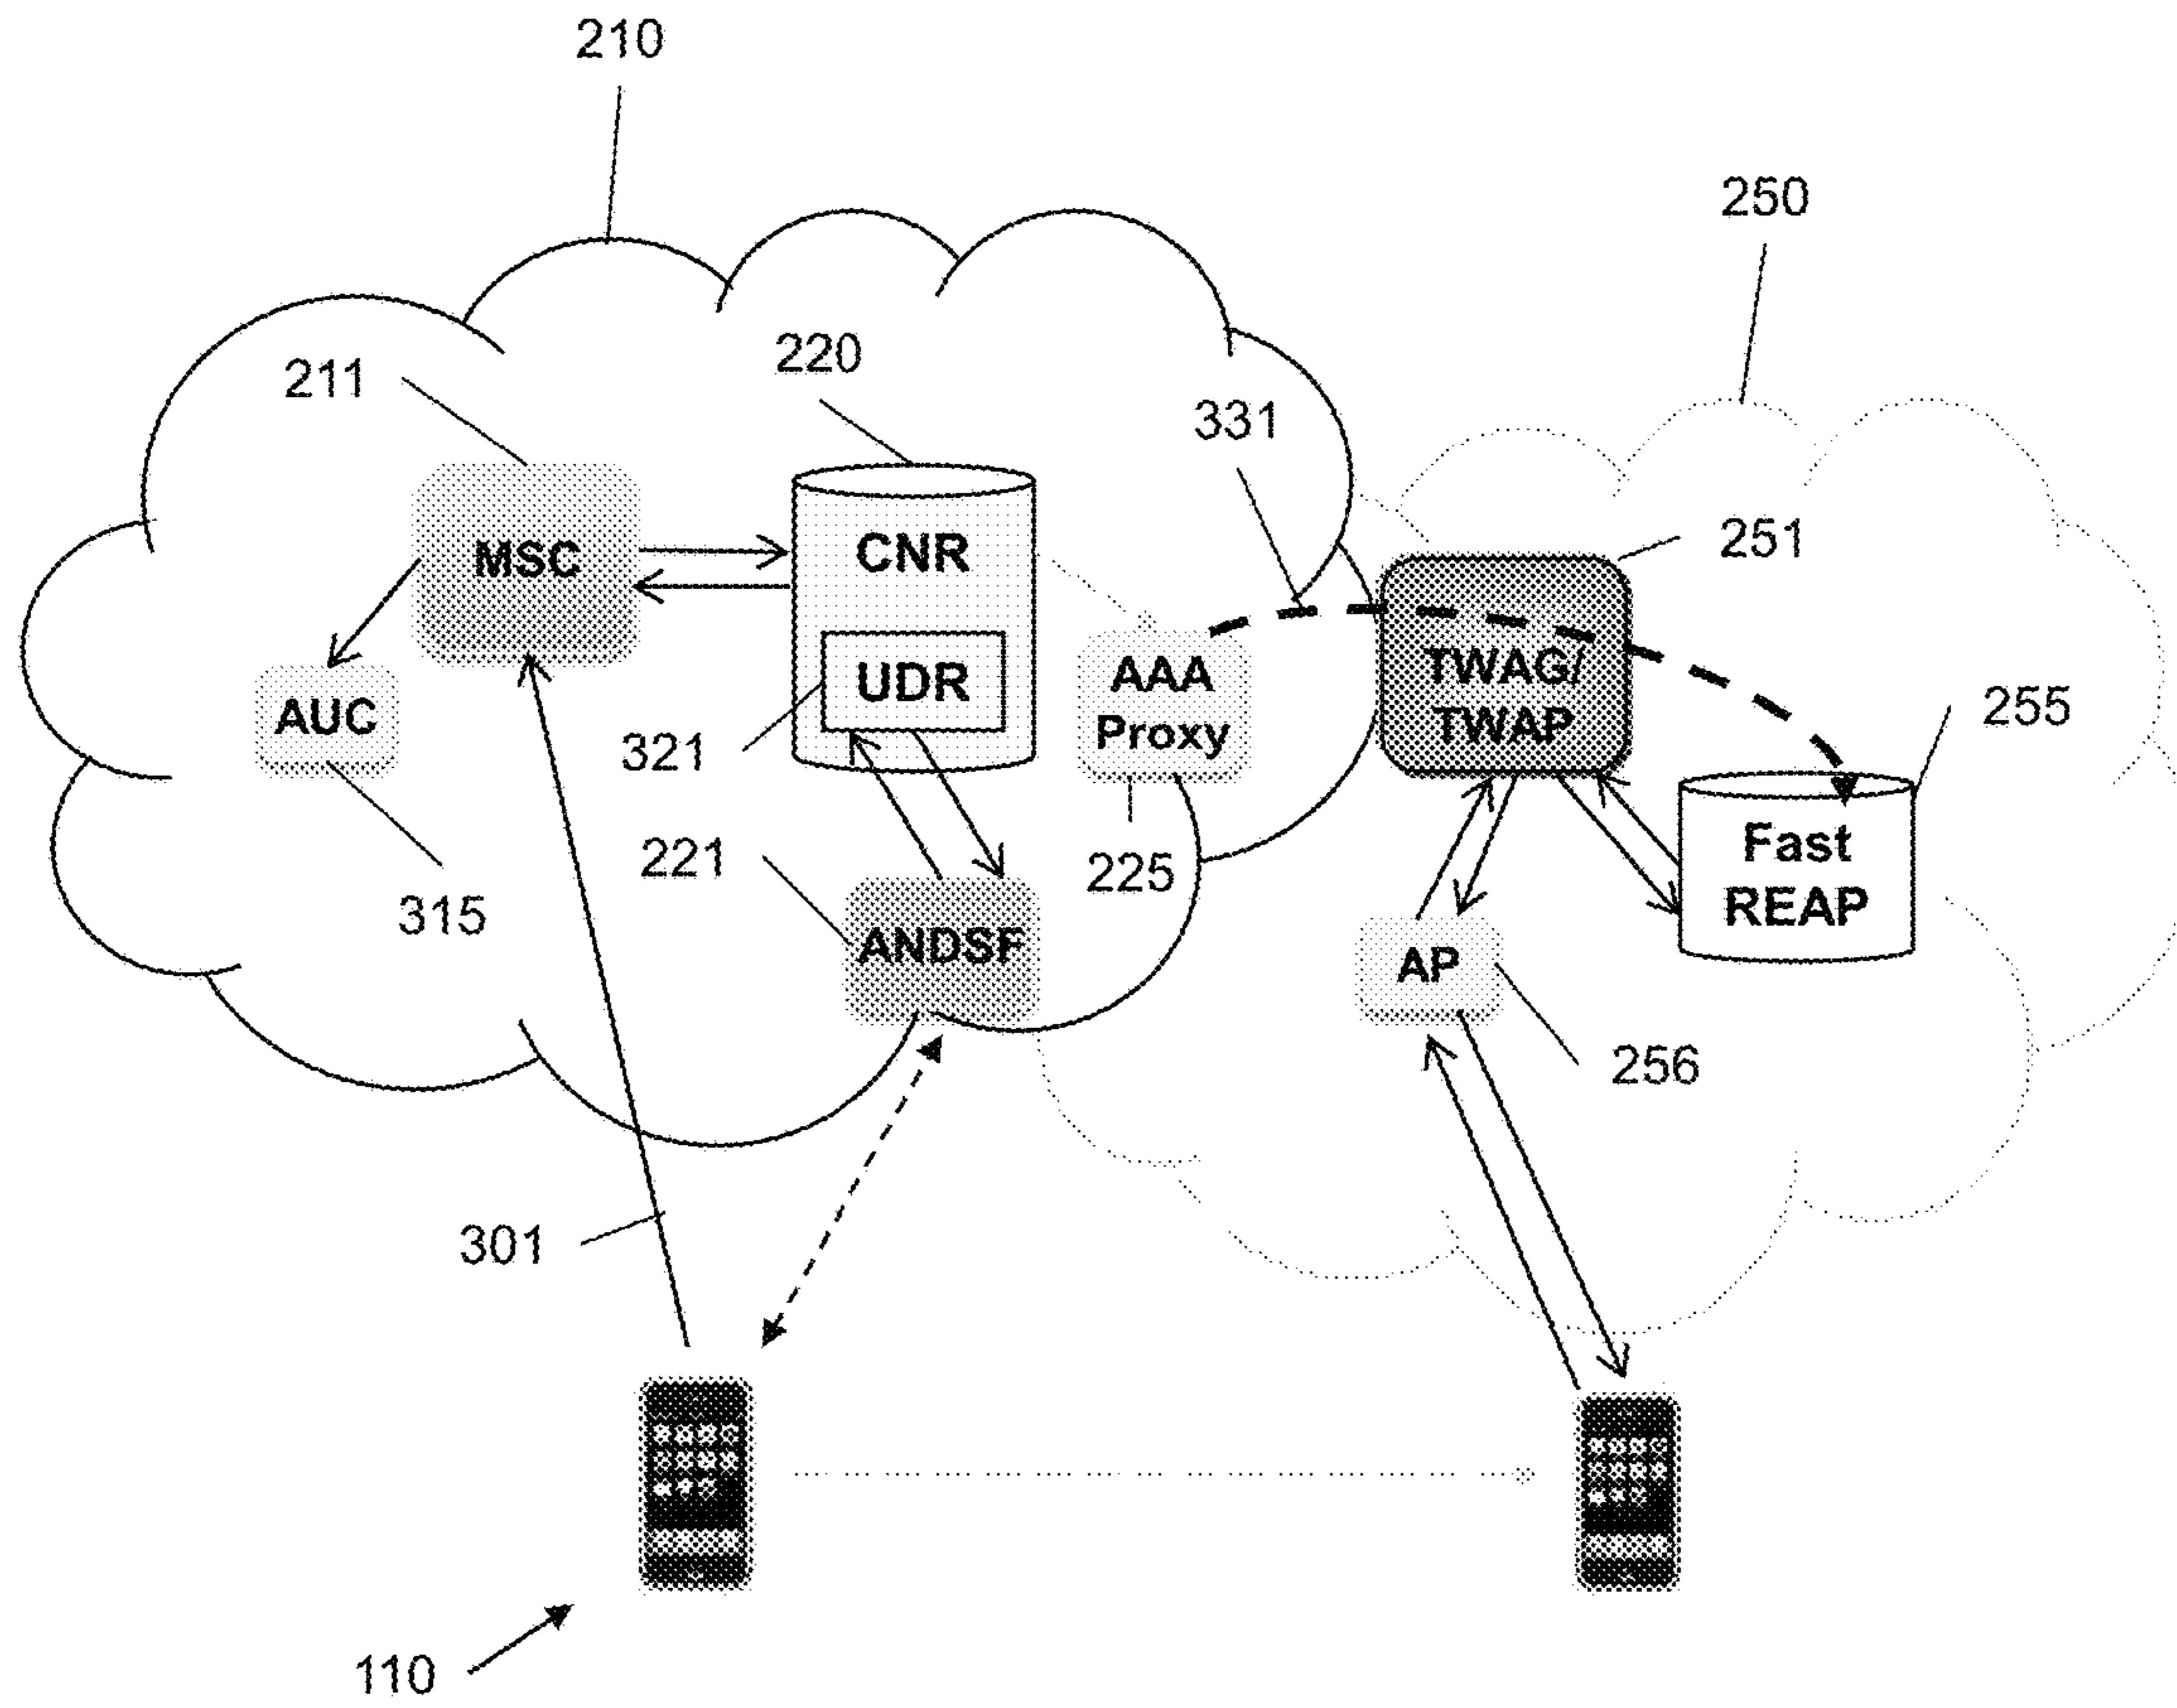 210
250
220
211
331
251
CNR
MSC
TWAG/
TWAP
UDR
AAA
Proxy
AUC
255
321
Fast
REAP
221
225
315
ANDSF
AP
256
301
110